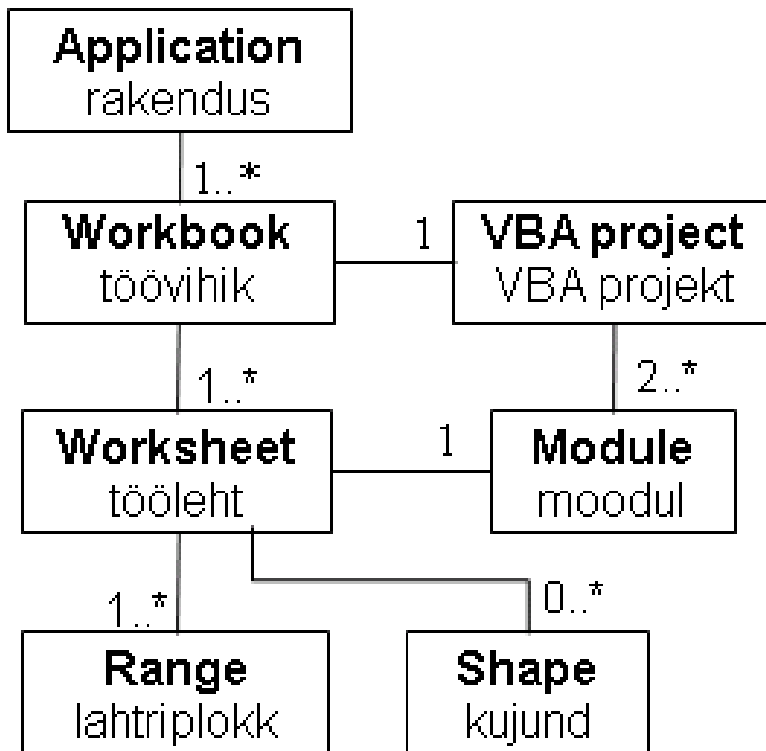 Application
rakendus
1..*
Workbook
töövihik
1
VBA project
VBA projekt
1..*
2..*
Worksheet
tööleht
1
Module
moodul
1..*
0..*
Range
lahtriplokk
Shape
kujund